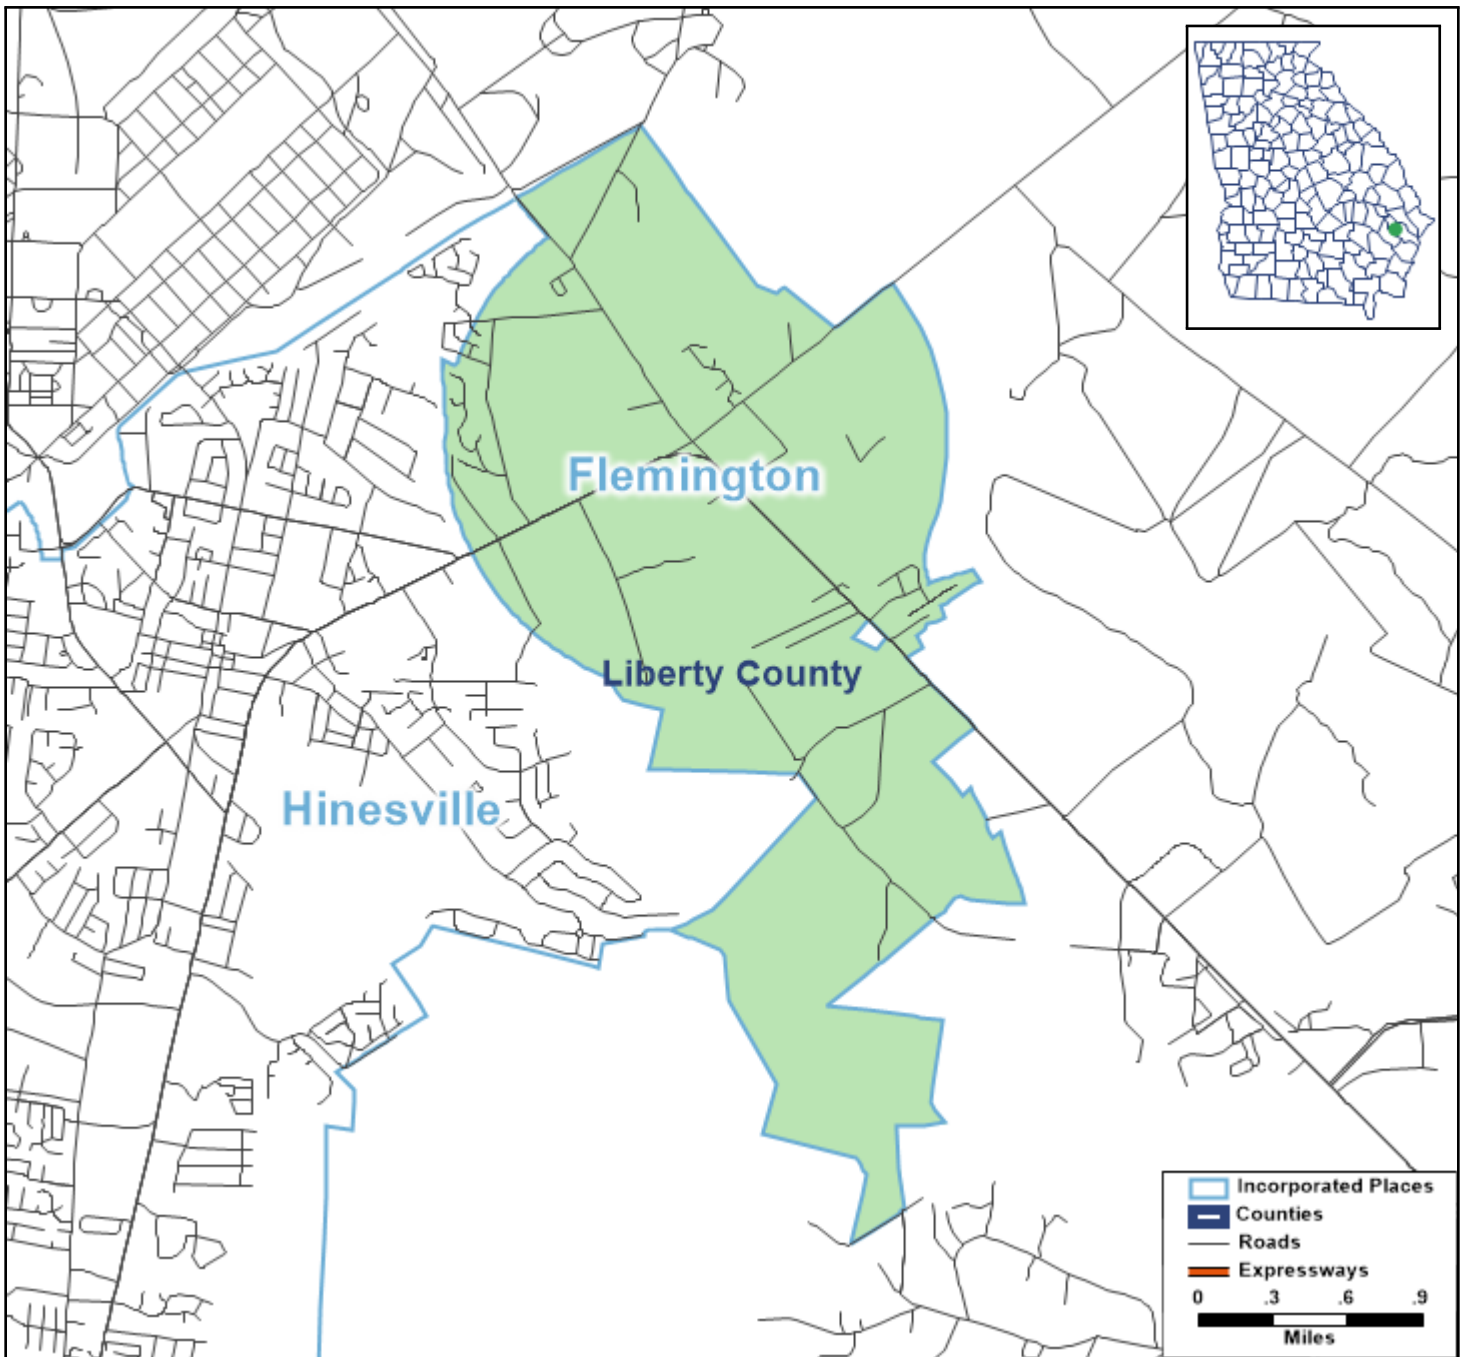 Flemington
Liberty County
Hinesville
Incorporated Places
Counties
Roads
Expressways
0 .3 .6 .9
Miles